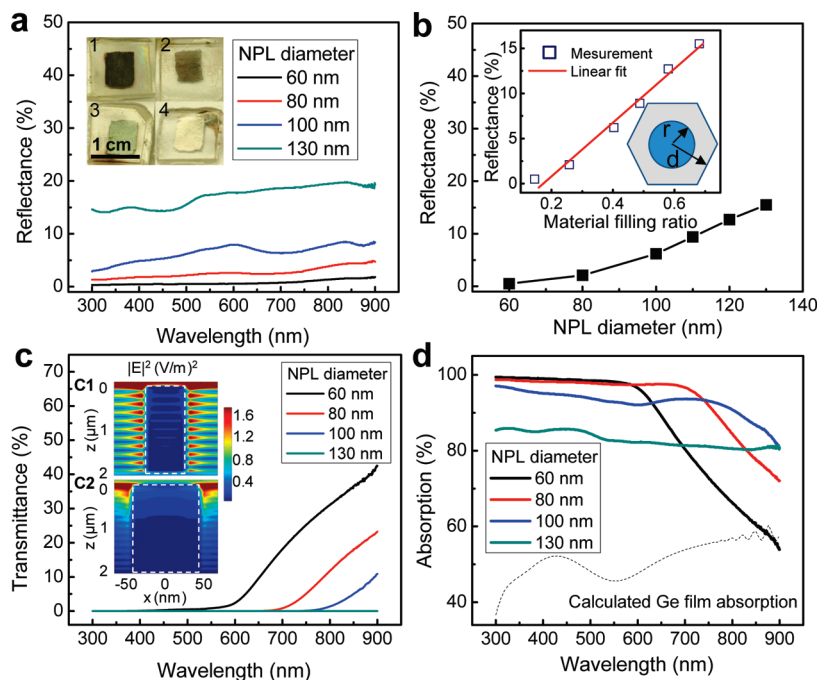 a
Reflectance (%)
50
40
30
20
10
0
1
2
3
4
1 cm
NPL diameter
60 nm
80 nm
100 nm
130 nm
300 400 500 600 700 800 900
Wavelength (nm)
b
Reflectance (%)
50
40
30
20
10
0
Reflectance (%)
15
10
5
0
Mesurement
Linear fit
r
d
0.2 0.4 0.6
Material filling ratio
60 80 100 120 140
NPL diameter (nm)
c
Transmittance (%)
70
60
50
40
30
20
10
0
|E|² (V/m)²
C1
z (μm)
0
1
2
C2
z (μm)
0
1
2
-50 0 50
x (nm)
1.6
1.2
0.8
0.4
NPL diameter
60 nm
80 nm
100 nm
130 nm
300 400 500 600 700 800 900
Wavelength (nm)
d
Absorption (%)
100
80
60
40
NPL diameter
60 nm
80 nm
100 nm
130 nm
Calculated Ge film absorption
300 400 500 600 700 800 900
Wavelength (nm)